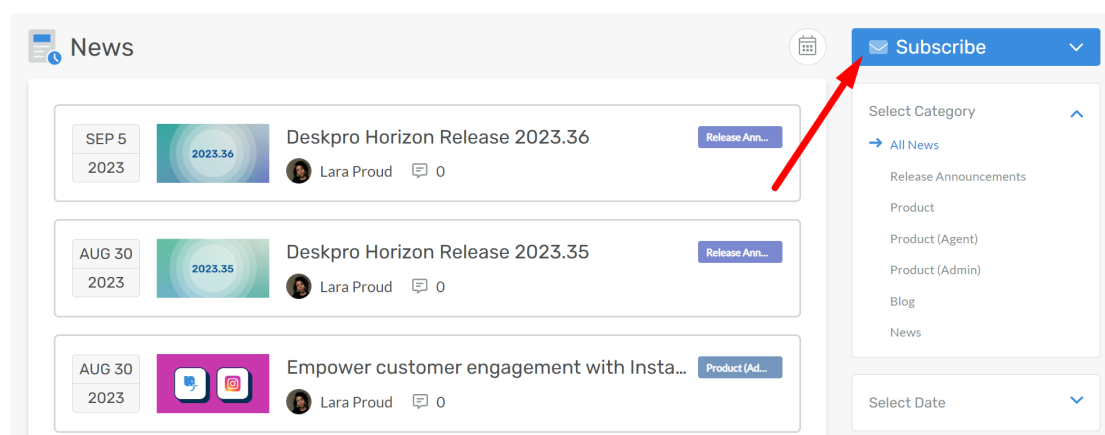 News
Subscribe
SEP 5
2023
2023.36
Deskpro Horizon Release 2023.36
Lara Proud
0
Release Ann...
AUG 30
2023
2023.35
Deskpro Horizon Release 2023.35
Lara Proud
0
Release Ann...
AUG 30
2023
Empower customer engagement with Insta...
Lara Proud
0
Product (Ad...
Select Category
All News
Release Announcements
Product
Product (Agent)
Product (Admin)
Blog
News
Select Date